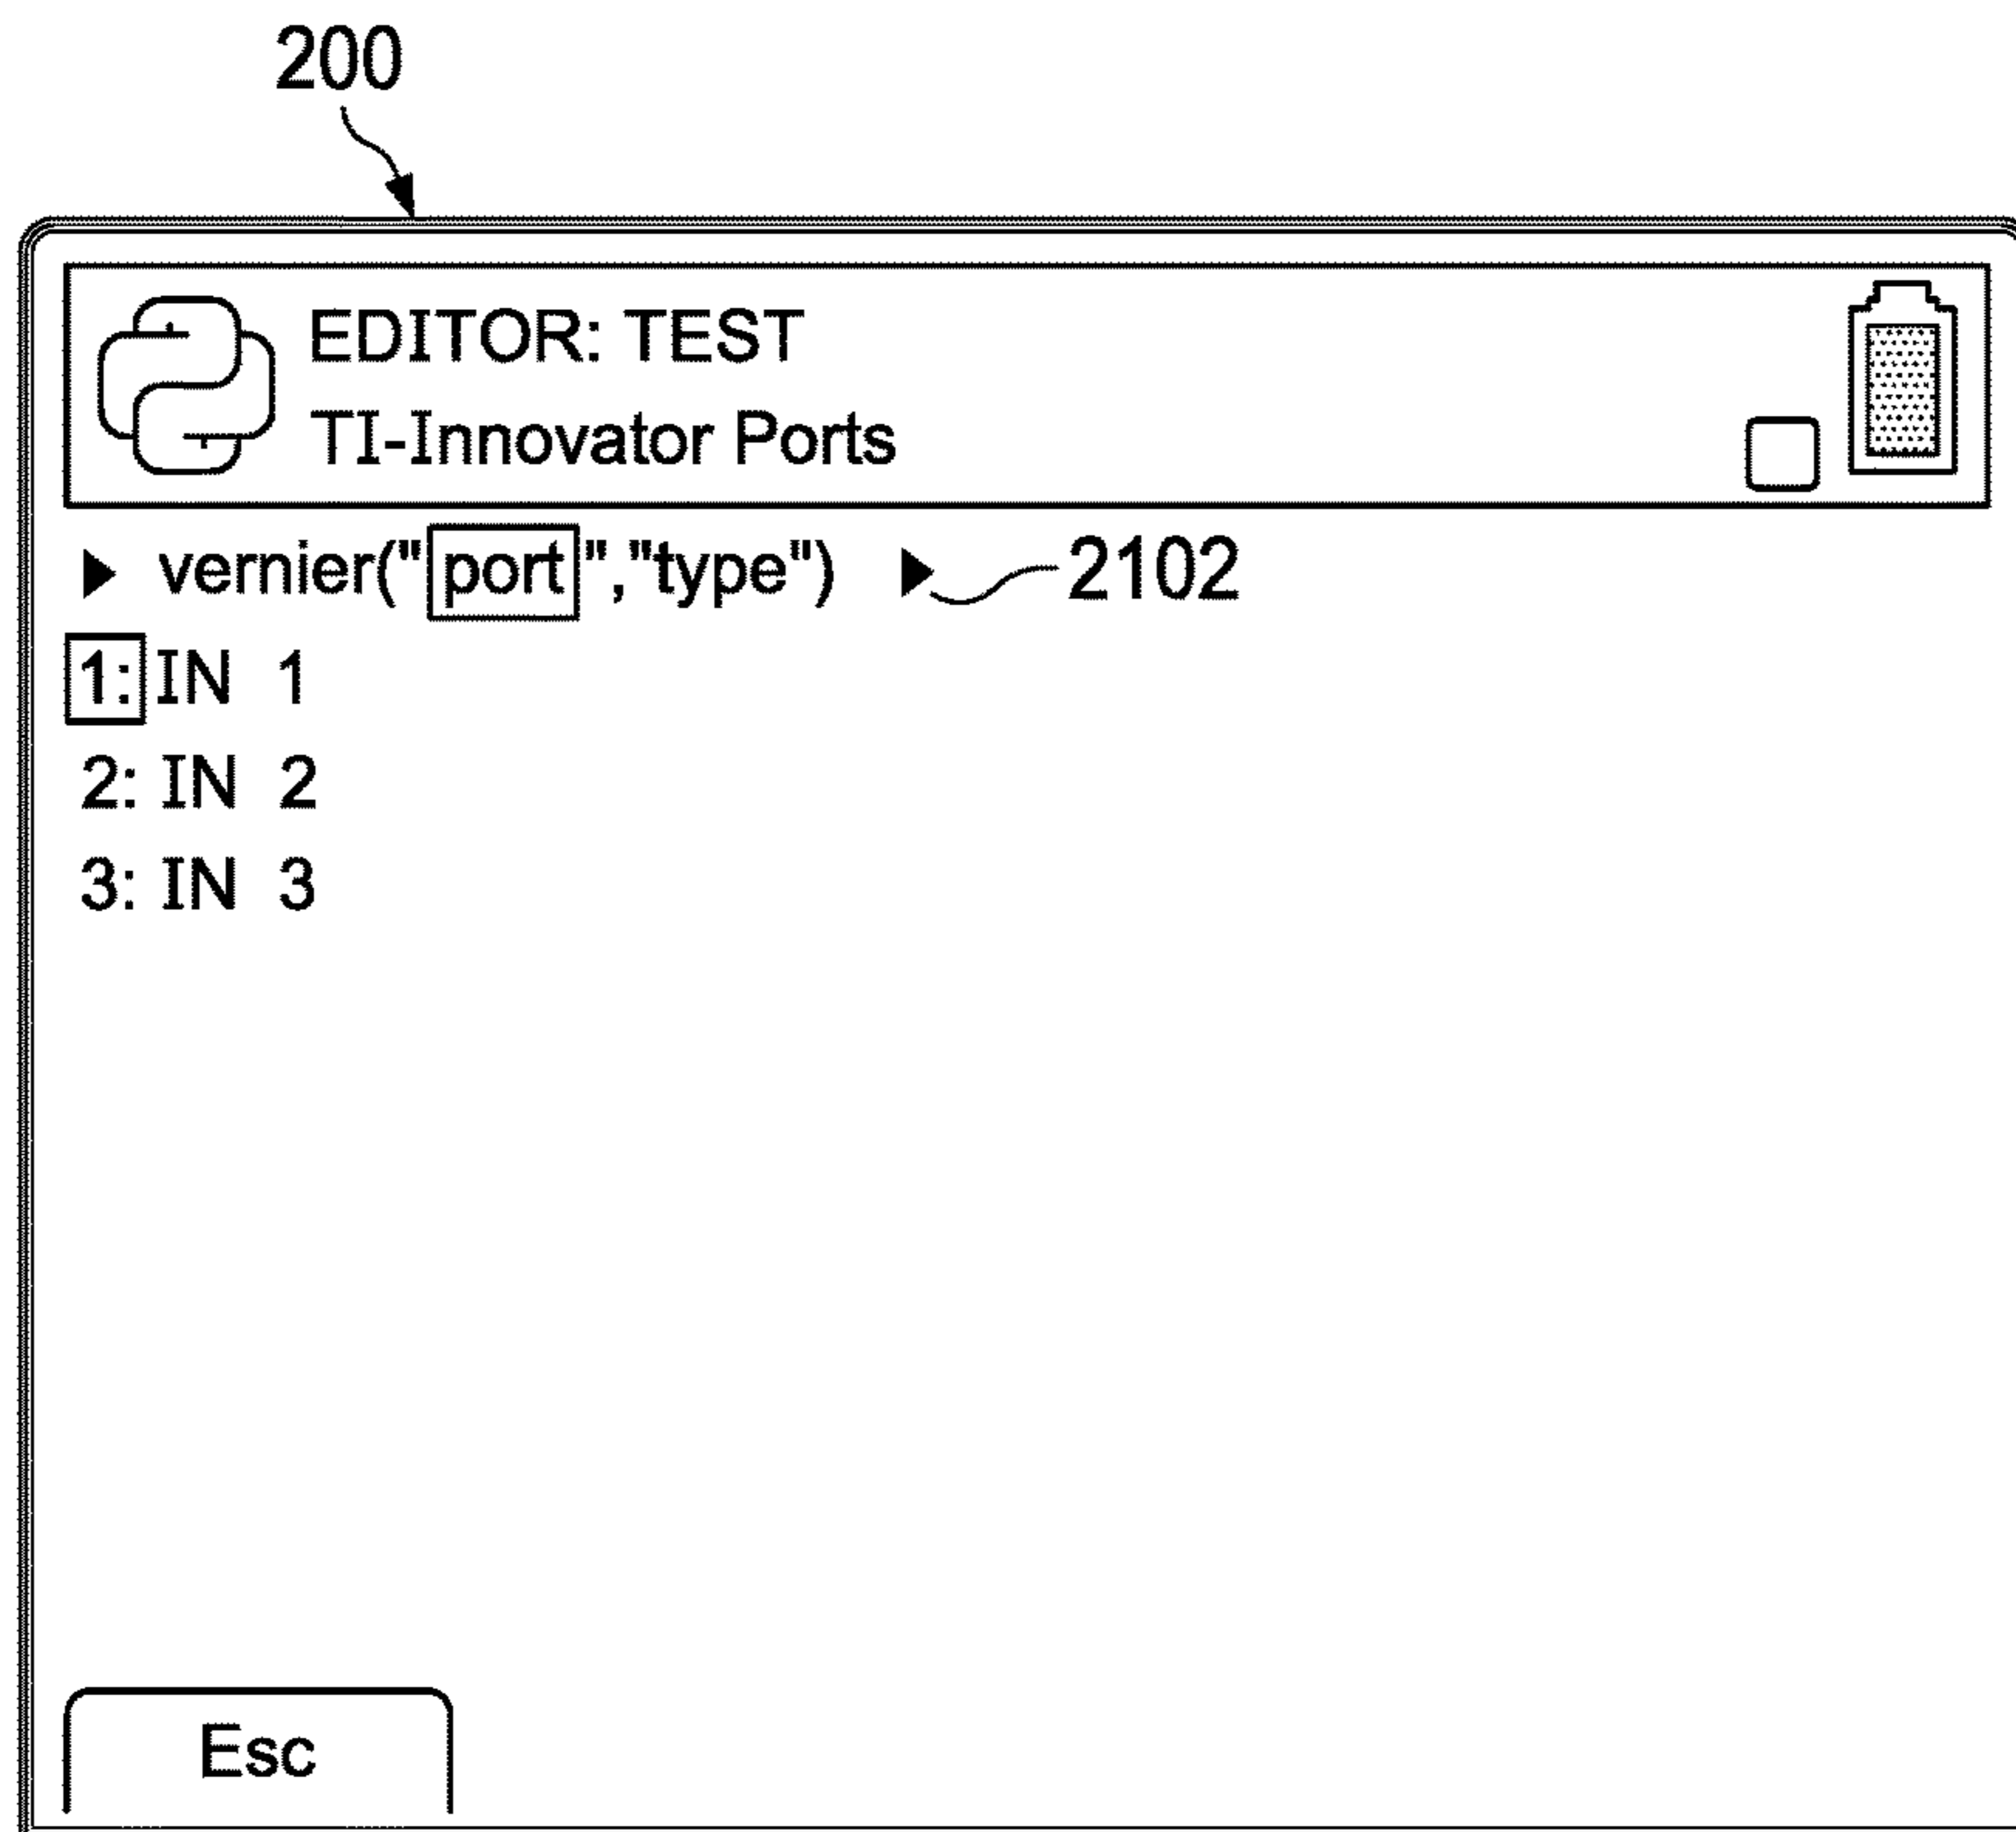 200
EDITOR: TEST
TI-Innovator Ports
▶ vernier("port","type") ▶ 2102
1: IN 1
2: IN 2
3: IN 3
Esc